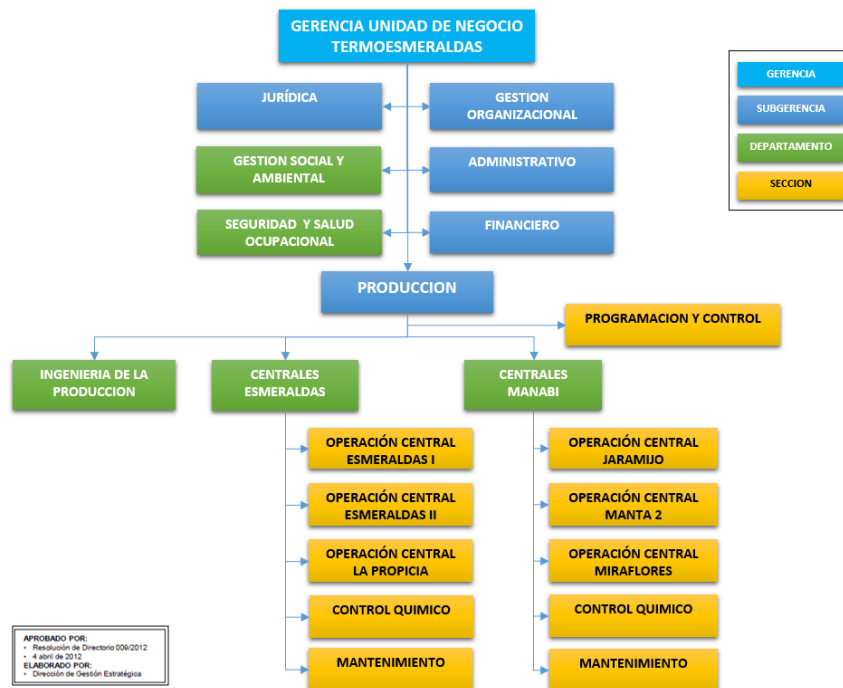 GERENCIA UNIDAD DE NEGOCIO
TERMOESMERALDAS
JURÍDICA
GESTION
ORGANIZACIONAL
GESTION SOCIAL Y
AMBIENTAL
ADMINISTRATIVO
SEGURIDAD Y SALUD
OCUPACIONAL
FINANCIERO
GERENCIA
SUBGERENCIA
DEPARTAMENTO
SECCION
PRODUCCION
PROGRAMACION Y CONTROL
INGENIERIA DE LA
PRODUCCION
CENTRALES
ESMERALDAS
CENTRALES
MANABI
OPERACIÓN CENTRAL
ESMERALDAS I
OPERACIÓN CENTRAL
ESMERALDAS II
OPERACIÓN CENTRAL
LA PROPICIA
CONTROL QUIMICO
MANTENIMIENTO
OPERACIÓN CENTRAL
JARAMIJO
OPERACIÓN CENTRAL
MANTA 2
OPERACIÓN CENTRAL
MIRAFLORES
CONTROL QUIMICO
MANTENIMIENTO
APROBADO POR:
• Resolución de Directorio 009/2012
• 4 abril de 2012
ELABORADO POR:
• Dirección de Gestión Estratégica